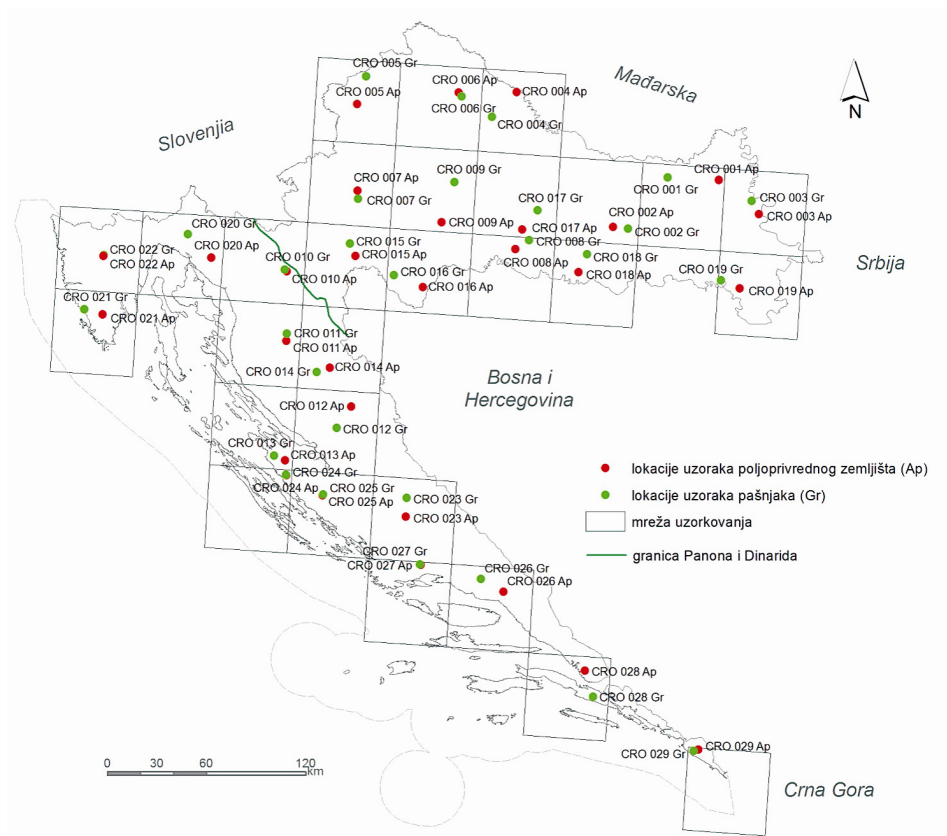 CRO 005 Gr
CRO 006 Ap
CRO 005 Ap
CRO 004 Ap
CRO 006 Gr
CRO 004 Gr
Mađarska
N
Slovenjia
CRO 007 Ap
CRO 009 Gr
CRO 001 Ap
CRO 001 Gr
CRO 007 Gr
CRO 003 Gr
CRO 017 Gr
CRO 002 Ap
CRO 003 Ap
CRO 009 Ap
CRO 017 Ap
CRO 002 Gr
CRO 020 Gr
CRO 015 Gr
CRO 008 Gr
CRO 022 Gr
CRO 020 Ap
CRO 010 Gr
CRO 015 Ap
CRO 018 Gr
CRO 022 Ap
CRO 008 Ap
Srbija
CRO 010 Ap
CRO 016 Gr
CRO 018 Ap
CRO 019 Gr
CRO 016 Ap
CRO 019 Ap
CRO 021 Gr
CRO 021 Ap
CRO 011 Gr
CRO 011 Ap
CRO 014 Gr
CRO 014 Ap
Bosna i
Hercegovina
CRO 012 Ap
CRO 012 Gr
CRO 013 Gr
CRO 013 Ap
CRO 024 Gr
CRO 024 Ap
CRO 025 Gr
CRO 025 Ap
CRO 023 Gr
CRO 023 Ap
lokacije uzoraka poljoprivrednog zemljišta (Ap)
lokacije uzoraka pašnjaka (Gr)
mreža uzorkovanja
granica Panona i Dinarida
CRO 027 Gr
CRO 027 Ap
CRO 026 Gr
CRO 026 Ap
CRO 028 Ap
CRO 028 Gr
CRO 029 Gr
CRO 029 Ap
0 30 60 120
km
Crna Gora